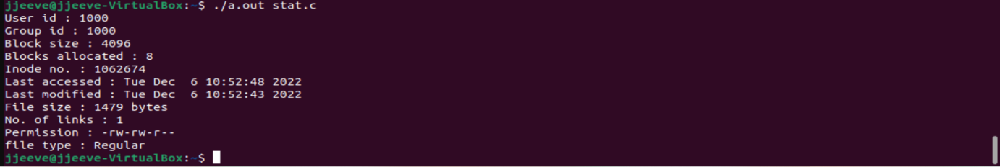 jjeeve@jjeeve-VirtualBox:~$ ./a.out stat.c
User id : 1000
Group id : 1000
Block size : 4096
Blocks allocated : 8
Inode no. : 1062674
Last accessed : Tue Dec  6 10:52:48 2022
Last modified : Tue Dec  6 10:52:43 2022
File size : 1479 bytes
No. of links : 1
Permission : -rw-rw-r--
file type : Regular
jjeeve@jjeeve-VirtualBox:~$